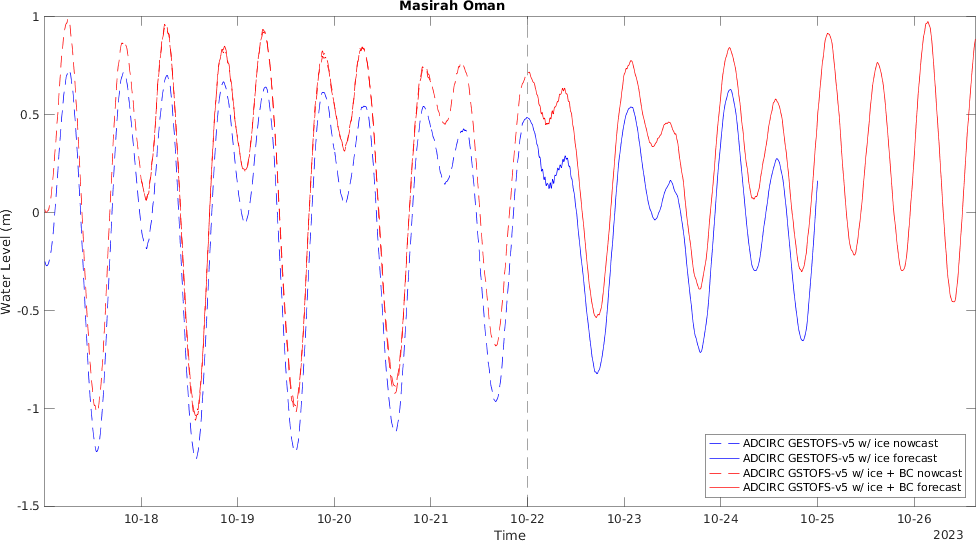 Masirah Oman
1
0.5
0
-0.5
-1
-1.5
Water Level (m)
10-18 10-19 10-20 10-21 10-22 10-23 10-24 10-25 10-26
Time
2023
ADCIRC GESTOFS-v5 w/ ice nowcast
ADCIRC GESTOFS-v5 w/ ice forecast
ADCIRC GSTOFS-v5 w/ ice + BC nowcast
ADCIRC GSTOFS-v5 w/ ice + BC forecast